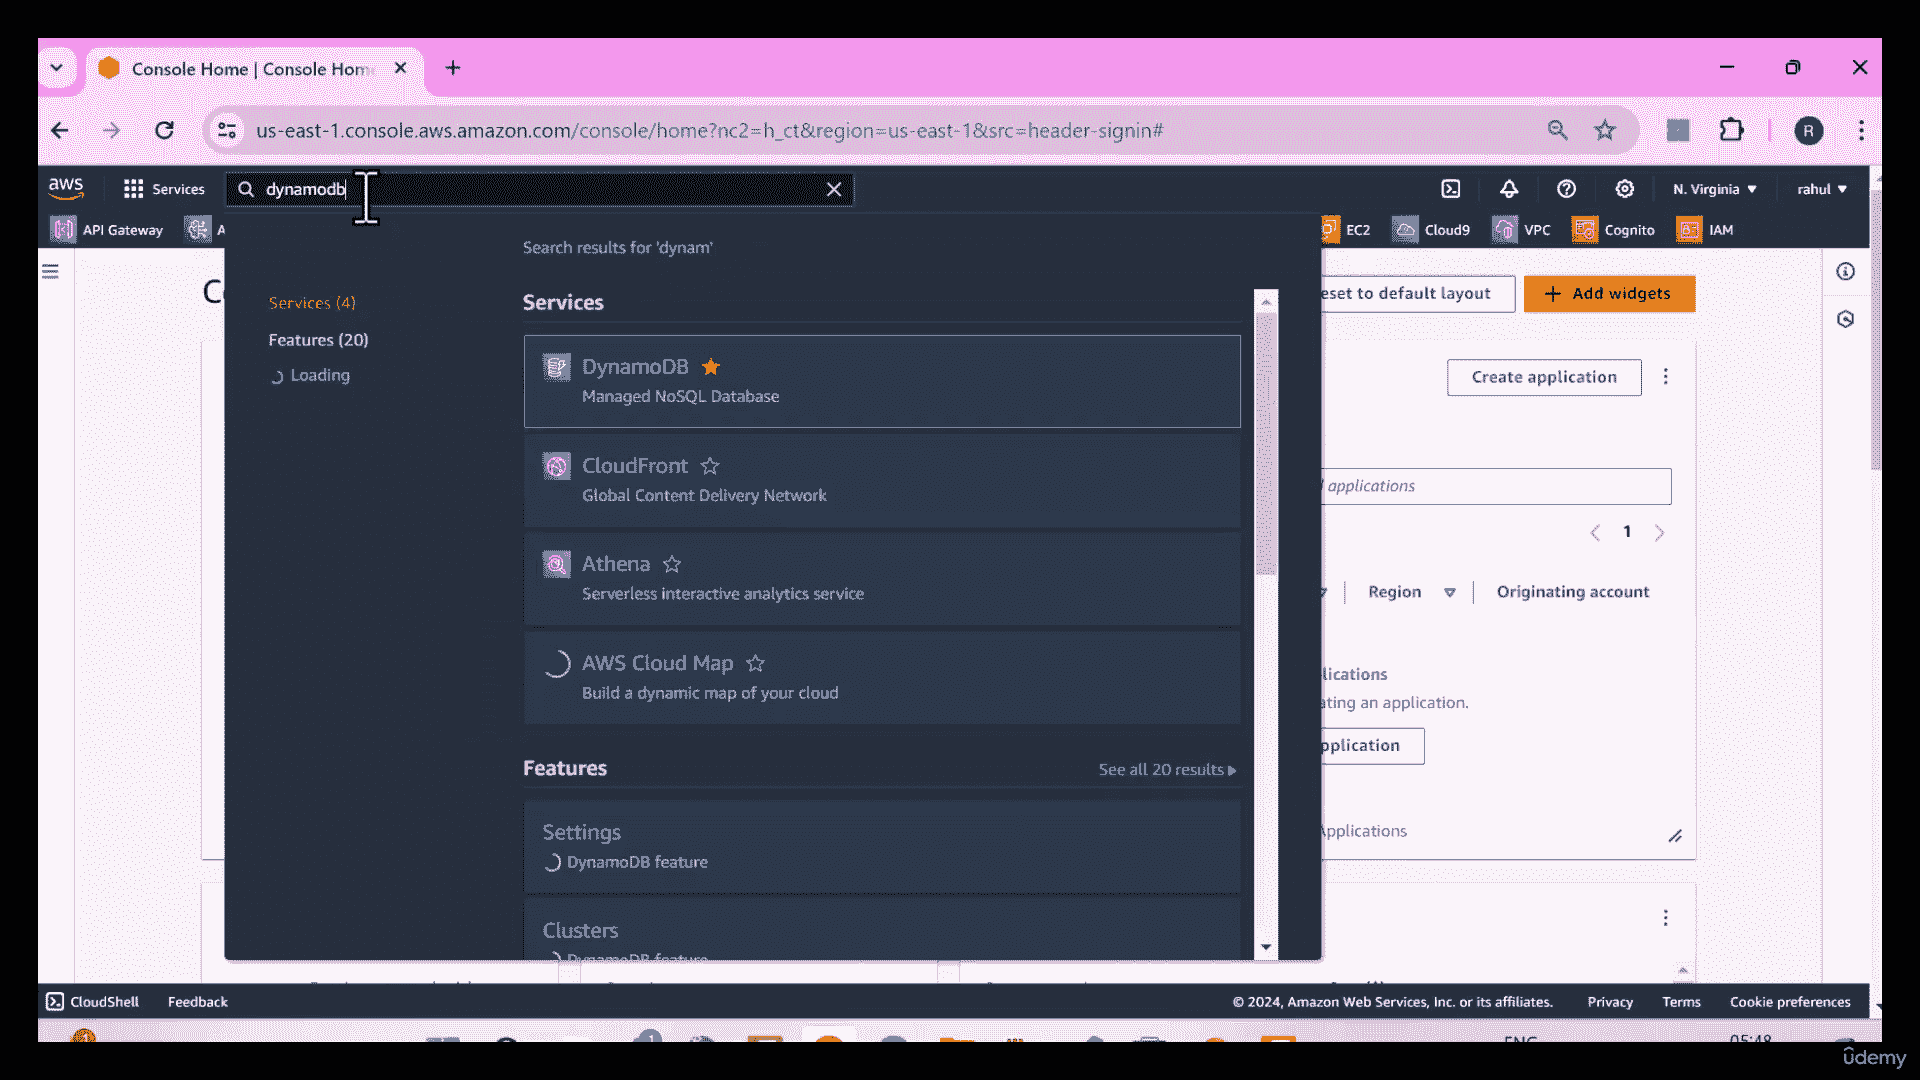 Console Home | Console Hom
us-east-1.console.aws.amazon.com/console/home?nc2=h_ct&region=us-east-1&src=header-signin#
R
aws
Services
dynamodb
N. Virginia
rahul
API Gateway
A
EC2
Cloud9
VPC
Cognito
IAM
Search results for 'dynam'
Services (4)
Features (20)
Loading
Services
DynamoDB
Managed NoSQL Database
CloudFront
Global Content Delivery Network
Athena
Serverless interactive analytics service
AWS Cloud Map
Build a dynamic map of your cloud
Features
See all 20 results
Settings
DynamoDB feature
Clusters
DynamoDB feature
C
eset to default layout
+ Add widgets
Create application
applications
1
Region
Originating account
lications
ating an application.
pplication
Applications
CloudShell
Feedback
© 2024, Amazon Web Services, Inc. or its affiliates.
Privacy
Terms
Cookie preferences
ENG
05:48
udemy